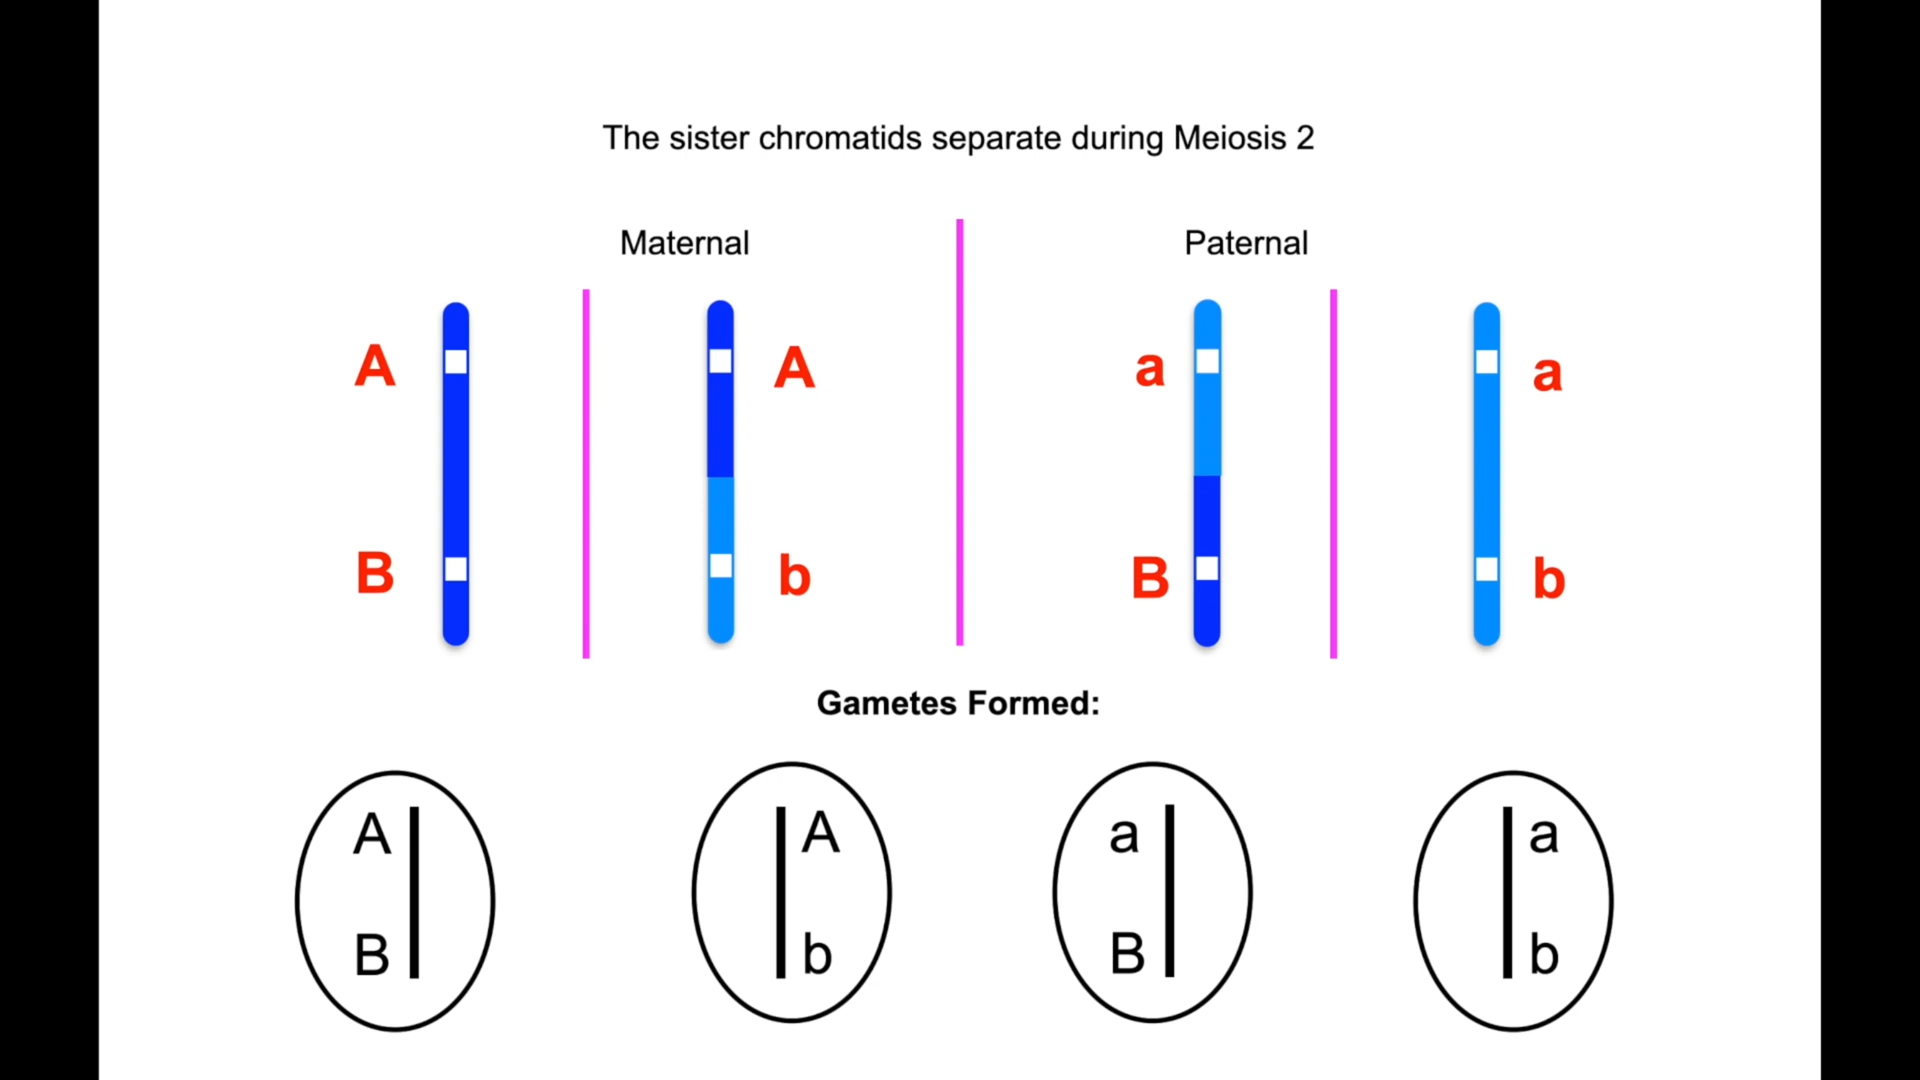 The sister chromatids separate during Meiosis 2
Maternal Paternal
A A a a
B b B b
Gametes Formed:
A A a a
B b B b